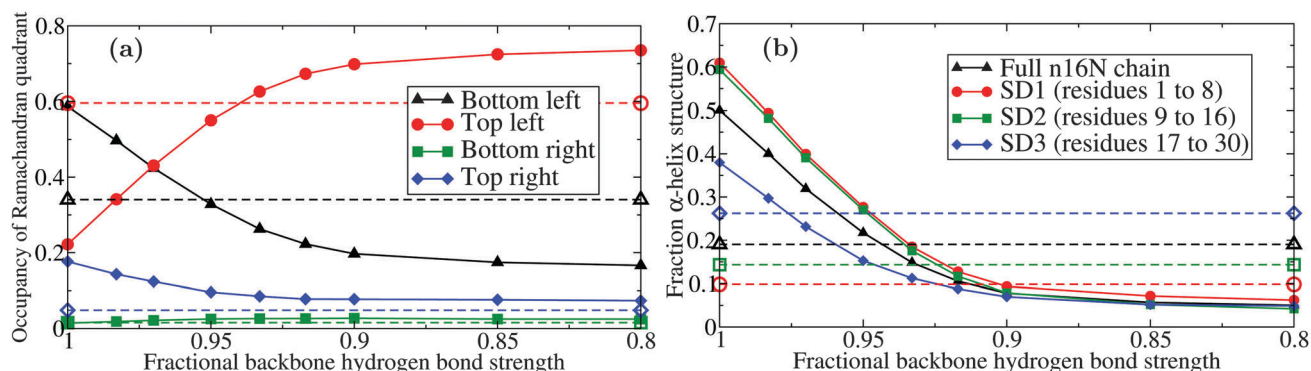 (a)
Occupancy of Ramachandran quadrant
0.8
0.6
0.4
0.2
0
Bottom left
Top left
Bottom right
Top right
1
0.95
0.9
0.85
0.8
Fractional backbone hydrogen bond strength
(b)
Fraction α-helix structure
0.7
0.6
0.5
0.4
0.3
0.2
0.1
0
Full n16N chain
SD1 (residues 1 to 8)
SD2 (residues 9 to 16)
SD3 (residues 17 to 30)
1
0.95
0.9
0.85
0.8
Fractional backbone hydrogen bond strength